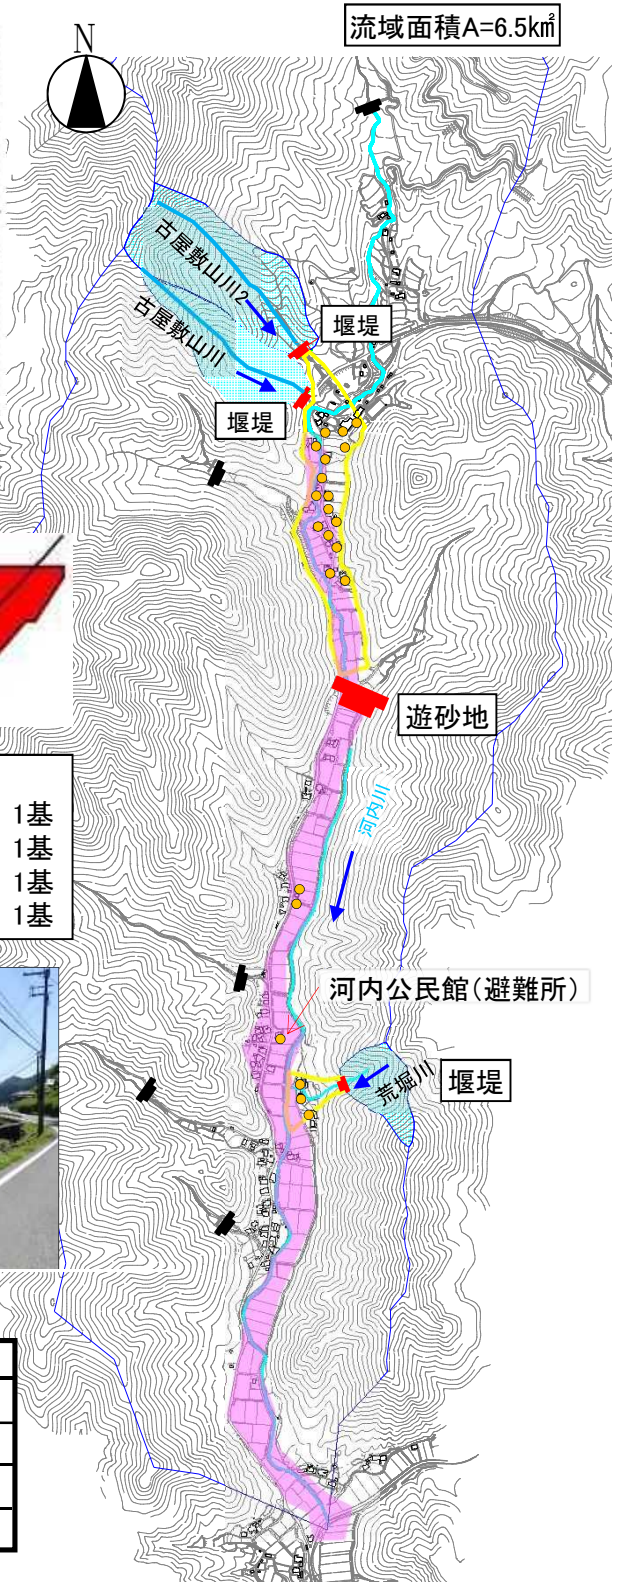 流域面積A=6.5k㎡
N
古屋敷山川2
古屋敷山川
堰堤
堰堤
遊砂地
1基
1基
1基
1基
河内川
河内公民館(避難所)
荒堀川
堰堤